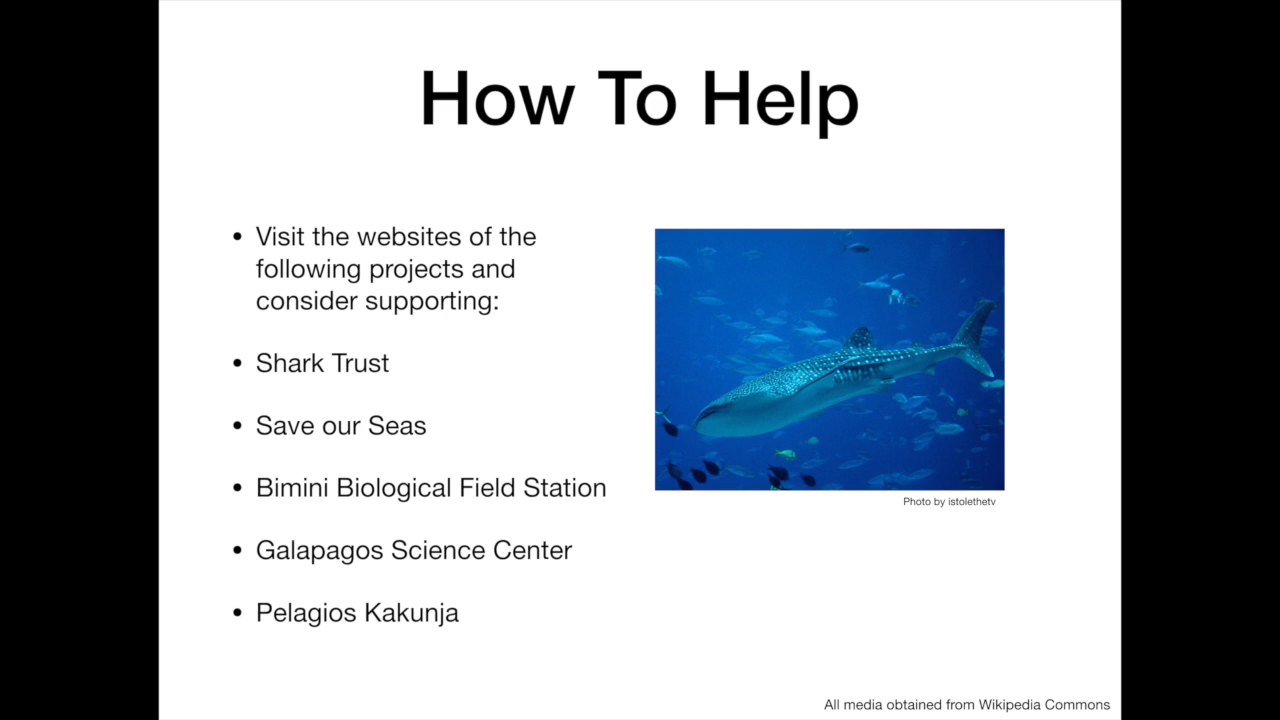 How To Help
• Visit the websites of the
following projects and
consider supporting:
• Shark Trust
• Save our Seas
• Bimini Biological Field Station
• Galapagos Science Center
• Pelagios Kakunja
Photo by istolethetv
All media obtained from Wikipedia Commons